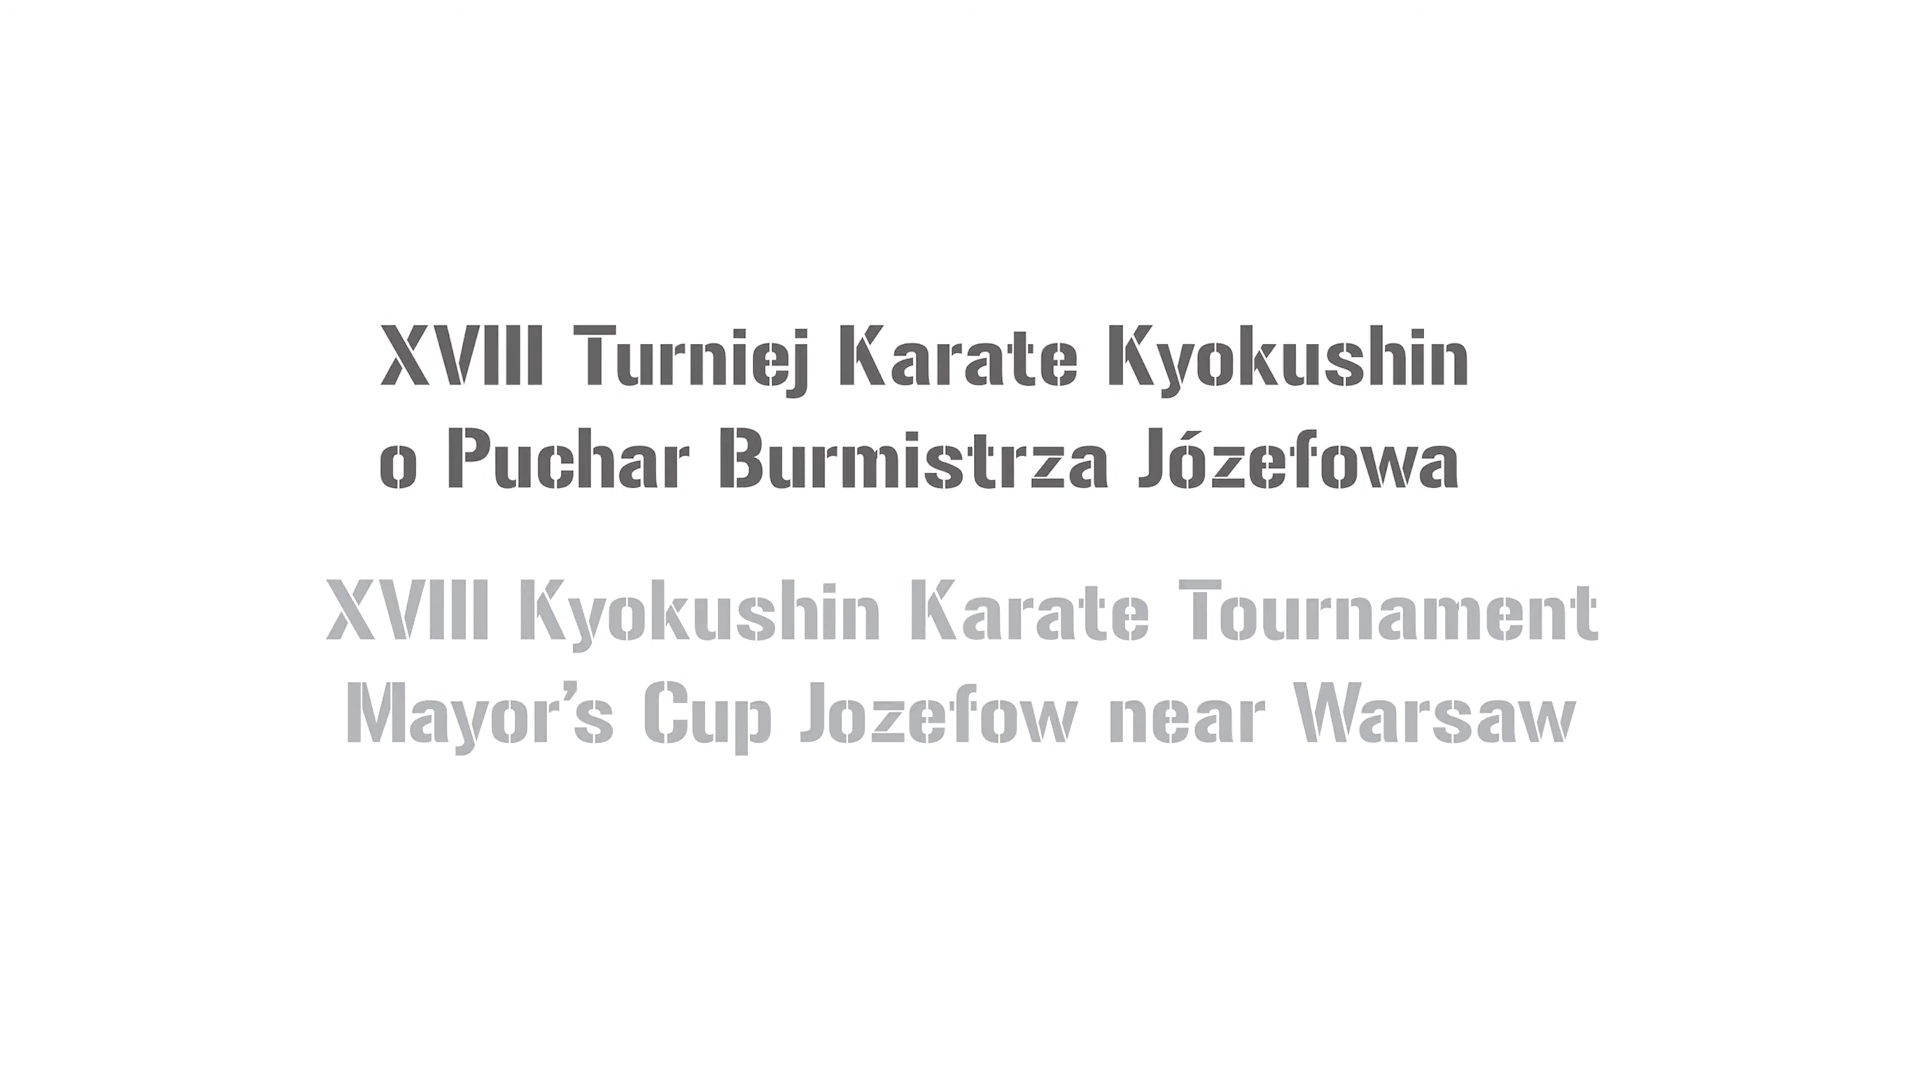 XVIII Turniej Karate Kyokushin
o Puchar Burmistrza Józefowa
XVIII Kyokushin Karate Tournament
Mayor’s Cup Jozefow near Warsaw